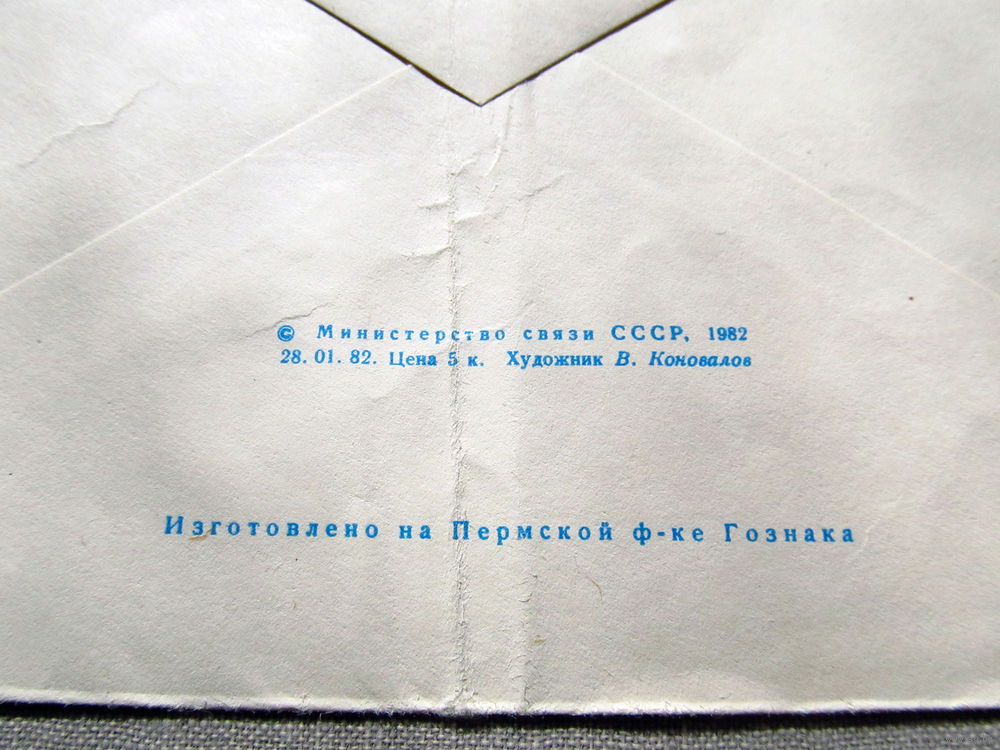 © Министерство связи СССР, 1982
28.01.82. Цена 5 к. Художник В. Коновалов
Изготовлено на Пермской ф-ке Гознака